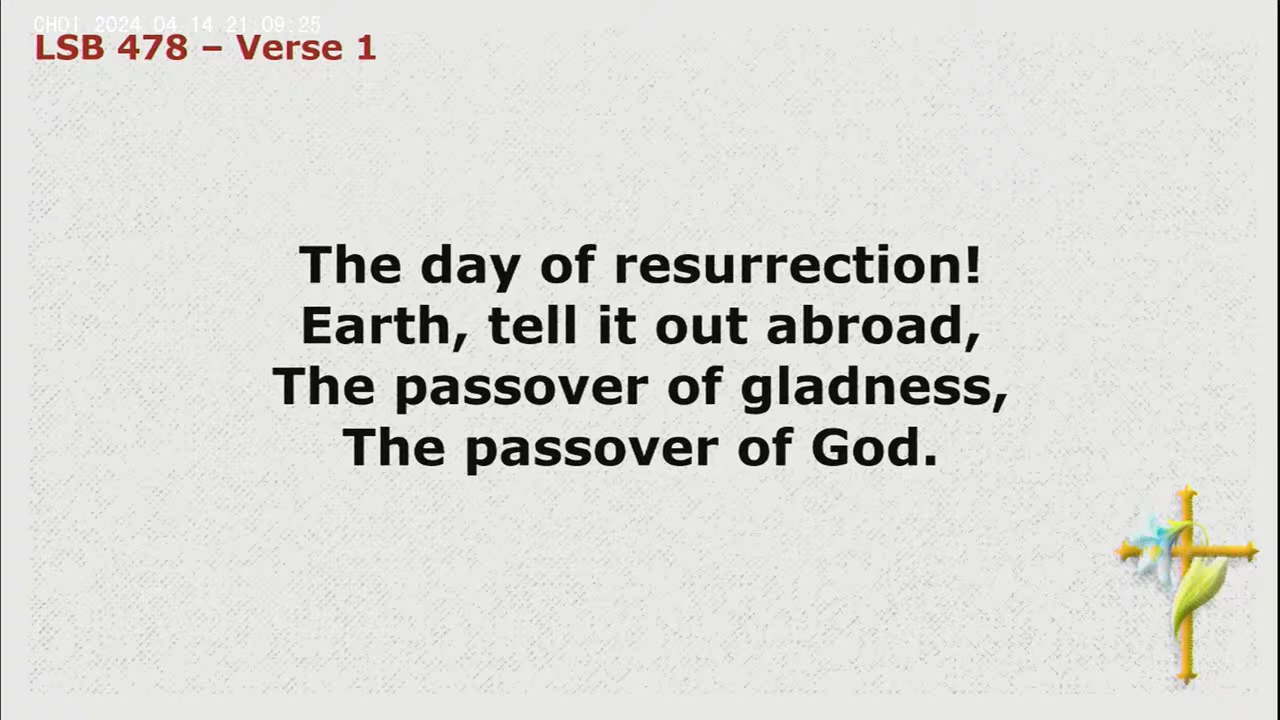 CH01 2024.04.14 21:09:25
LSB 478 – Verse 1
The day of resurrection!
Earth, tell it out abroad,
The passover of gladness,
The passover of God.